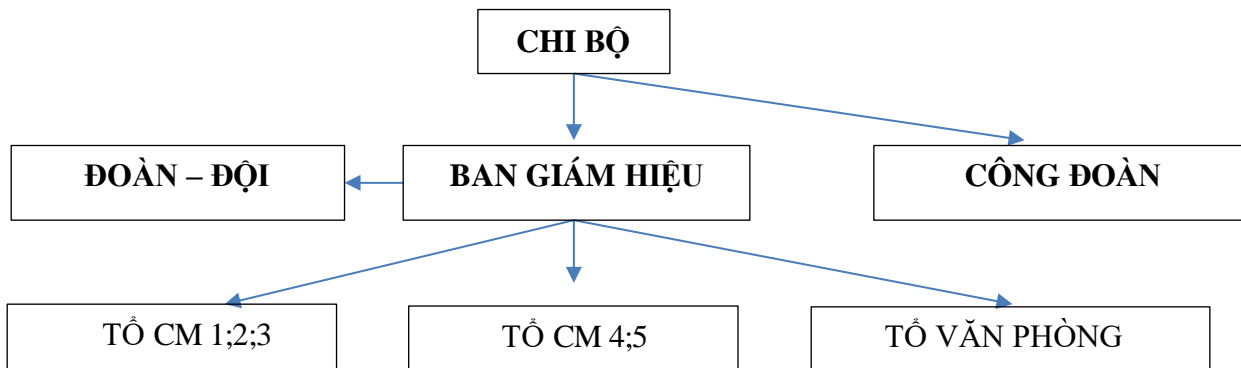 CHI BỘ
ĐOÀN – ĐỘI
BAN GIÁM HIỆU
CÔNG ĐOÀN
TỔ CM 1;2;3
TỔ CM 4;5
TỔ VĂN PHÒNG